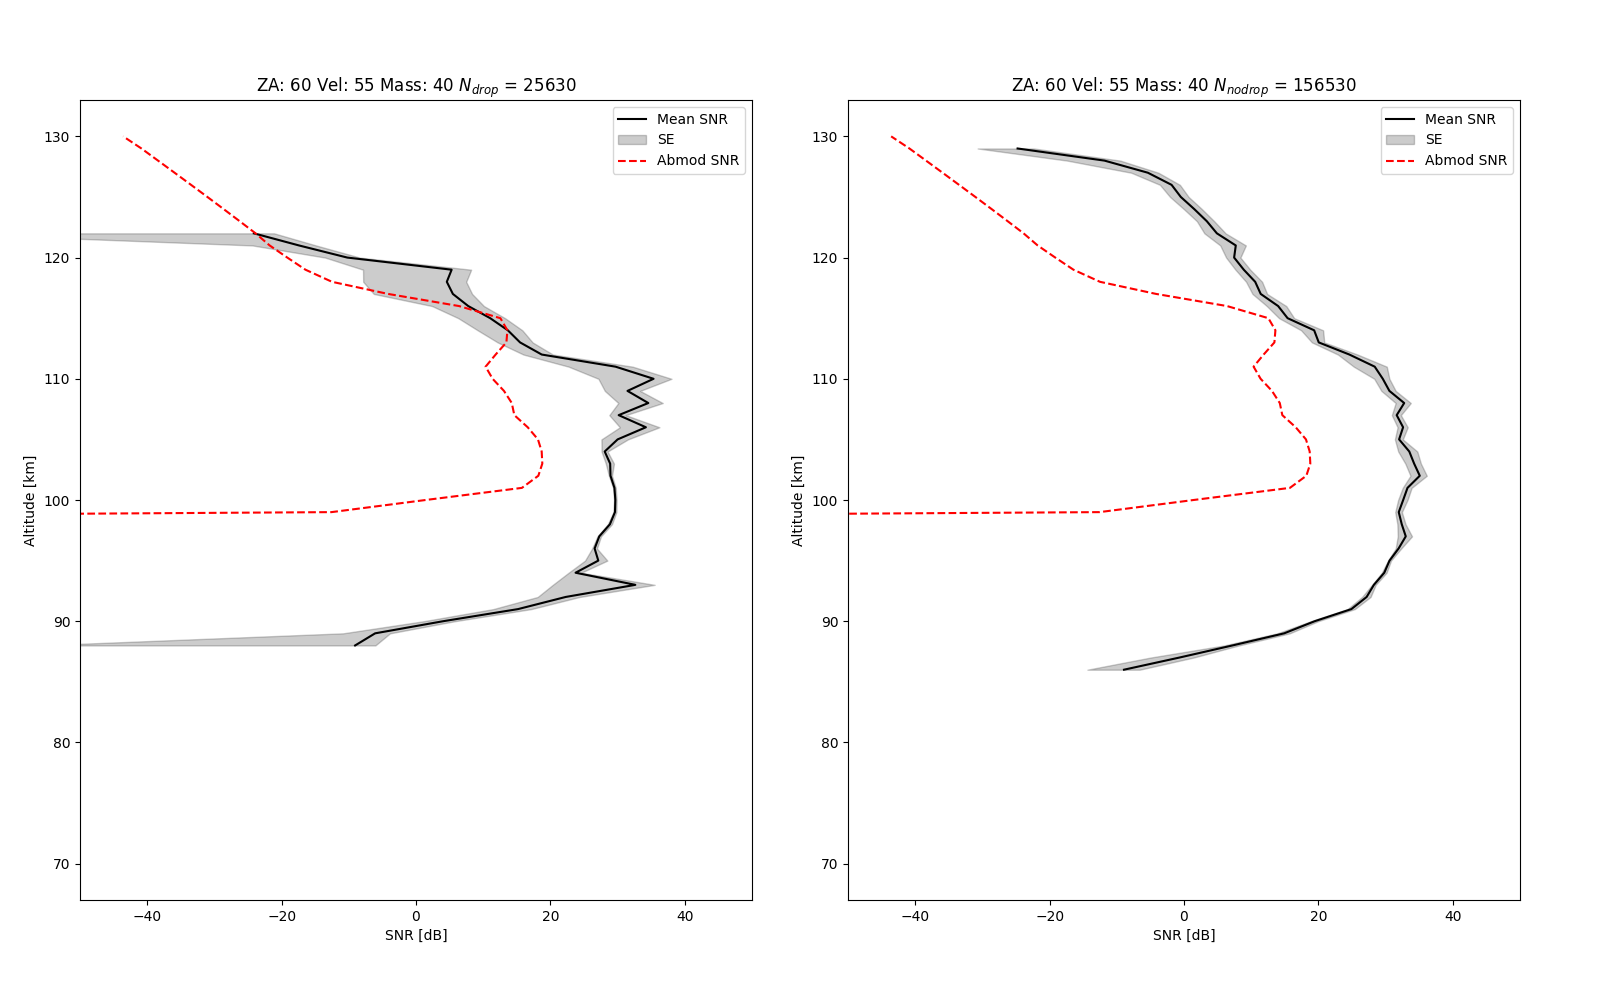 ZA: 60 Vel: 55 Mass: 40 N_drop = 25630
Mean SNR
SE
Abmod SNR
130
120
110
100
90
80
70
Altitude [km]
−40
−20
0
20
40
SNR [dB]
ZA: 60 Vel: 55 Mass: 40 N_nodrop = 156530
Mean SNR
SE
Abmod SNR
130
120
110
100
90
80
70
Altitude [km]
−40
−20
0
20
40
SNR [dB]